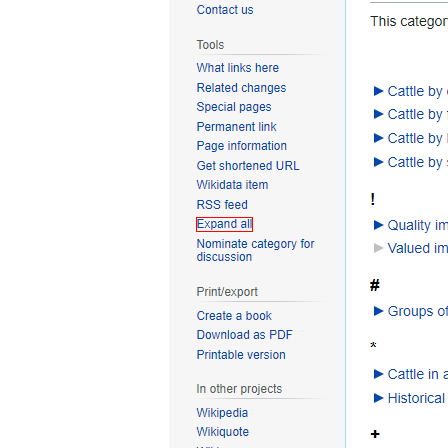 Contact us
This categor
Tools
What links here
Related changes
Special pages
Permanent link
Page information
Get shortened URL
Wikidata item
RSS feed
Expand all
Nominate category for
discussion
Print/export
Create a book
Download as PDF
Printable version
In other projects
Wikipedia
Wikiquote
Cattle by
Cattle by
Cattle by
Cattle by
!
Quality im
Valued im
#
Groups of
*
Cattle in a
Historical
+